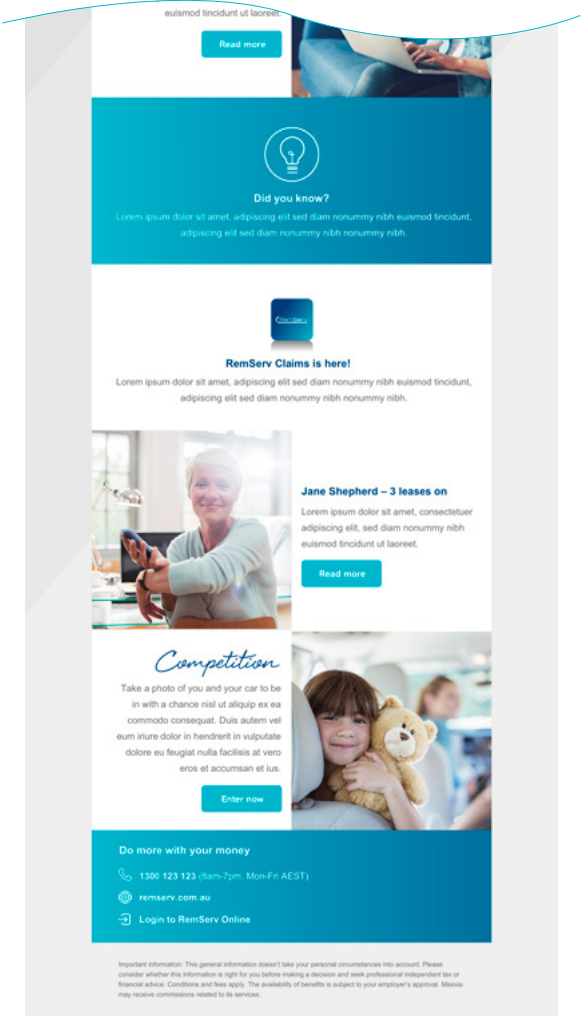 euismod tincidunt ut laoreet.
Read more
Did you know?
Lorem ipsum dolor sit amet, adipiscing elit sed diam nonummy nibh euismod tincidunt,
adipiscing elit sed diam nonummy nibh nonummy nibh.
RemServ
RemServ Claims is here!
Lorem ipsum dolor sit amet, adipiscing elit sed diam nonummy nibh euismod tincidunt,
adipiscing elit sed diam nonummy nibh nonummy nibh.
Jane Shepherd – 3 leases on
Lorem ipsum dolor sit amet, consectetuer
adipiscing elit, sed diam nonummy nibh
euismod tincidunt ut laoreet.
Read more
Competition
Take a photo of you and your car to be
in with a chance nisl ut aliquip ex ea
commodo consequat. Duis autem vel
eum iriure dolor in hendrerit in vulputate
dolore eu feugiat nulla facilisis at vero
eros et accumsan et ius.
Enter now
Do more with your money
1300 123 123 (8am-7pm, Mon-Fri AEST)
remserv.com.au
Login to RemServ Online
Important information: This general information doesn't take your personal circumstances into account. Please
consider whether this information is right for you before making a decision and seek professional independent tax or
financial advice. Conditions and fees apply. The availability of benefits is subject to your employer's approval. Maxxia
may receive commissions related to its services.